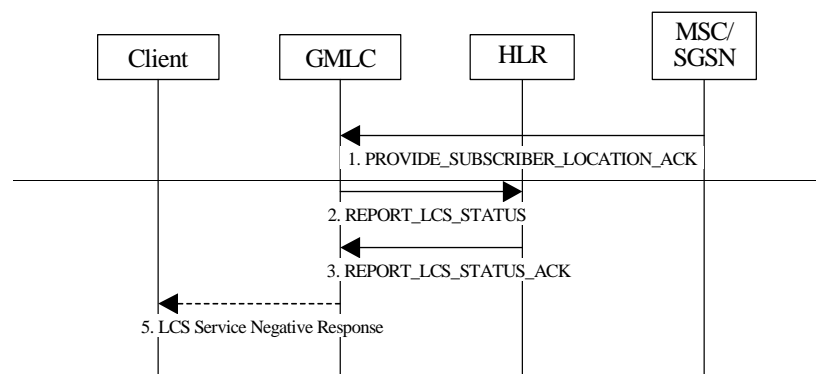 Client
GMLC
HLR
MSC/
SGSN
1. PROVIDE_SUBSCRIBER_LOCATION_ACK
2. REPORT_LCS_STATUS
3. REPORT_LCS_STATUS_ACK
5. LCS Service Negative Response